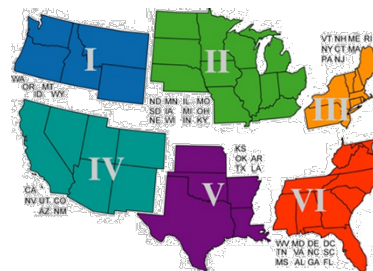 I
WA
OR MT
ID WY
II
ND MN IL MO
SD IA MI OH
NE WI IN KY
VT NH ME RI
NY CT MA
PA NJ
III
IV
CA
NV UT CO
AZ NM
KS
OK AR
TX LA
V
VI
WV MD DE DC
TN VA NC SC
MS AL GA FL